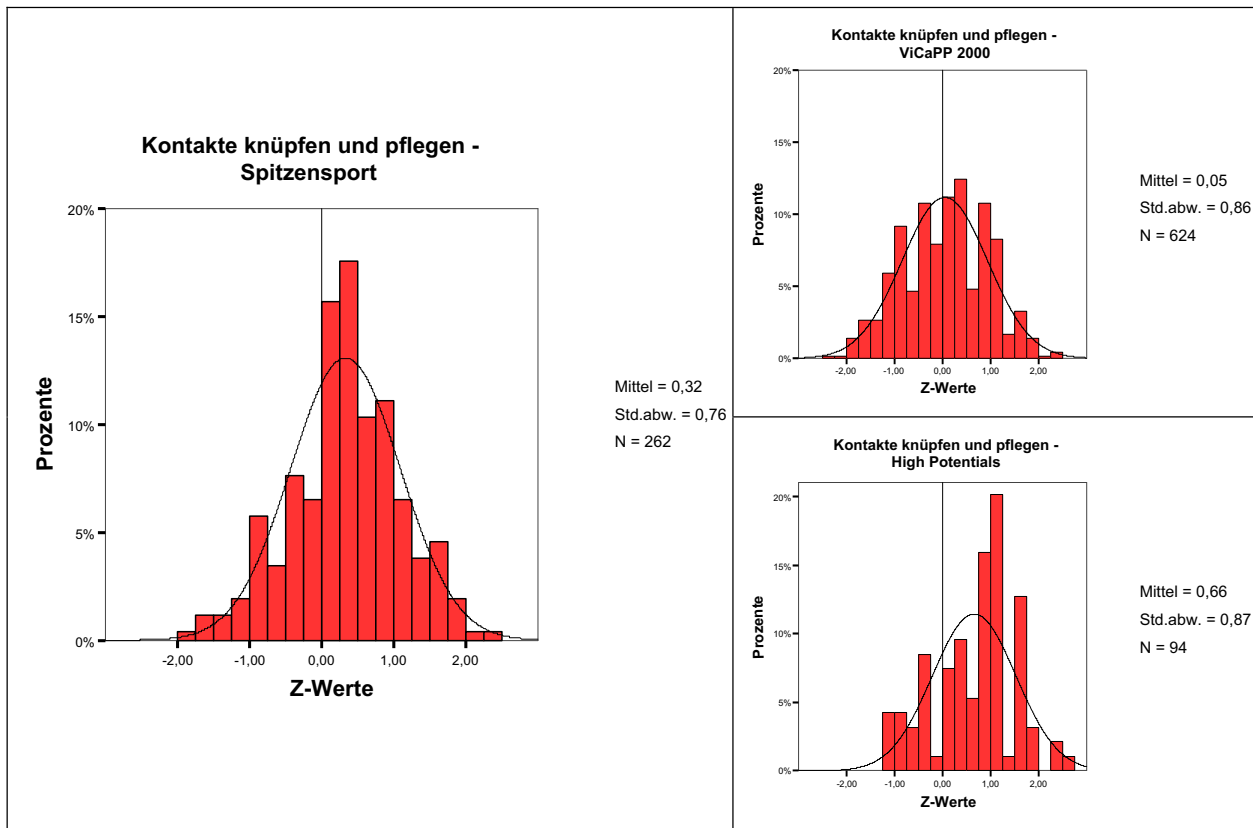 Kontakte knüpfen und pflegen -
Spitzensport
20%
15%
10%
5%
0%
Prozente
-2,00 -1,00 0,00 1,00 2,00
Z-Werte
Mittel = 0,32
Std.abw. = 0,76
N = 262
Kontakte knüpfen und pflegen -
ViCaPP 2000
20%
15%
10%
5%
0%
Prozente
-2,00 -1,00 0,00 1,00 2,00
Z-Werte
Mittel = 0,05
Std.abw. = 0,86
N = 624
Kontakte knüpfen und pflegen -
High Potentials
20%
15%
10%
5%
0%
Prozente
-2,00 -1,00 0,00 1,00 2,00
Z-Werte
Mittel = 0,66
Std.abw. = 0,87
N = 94